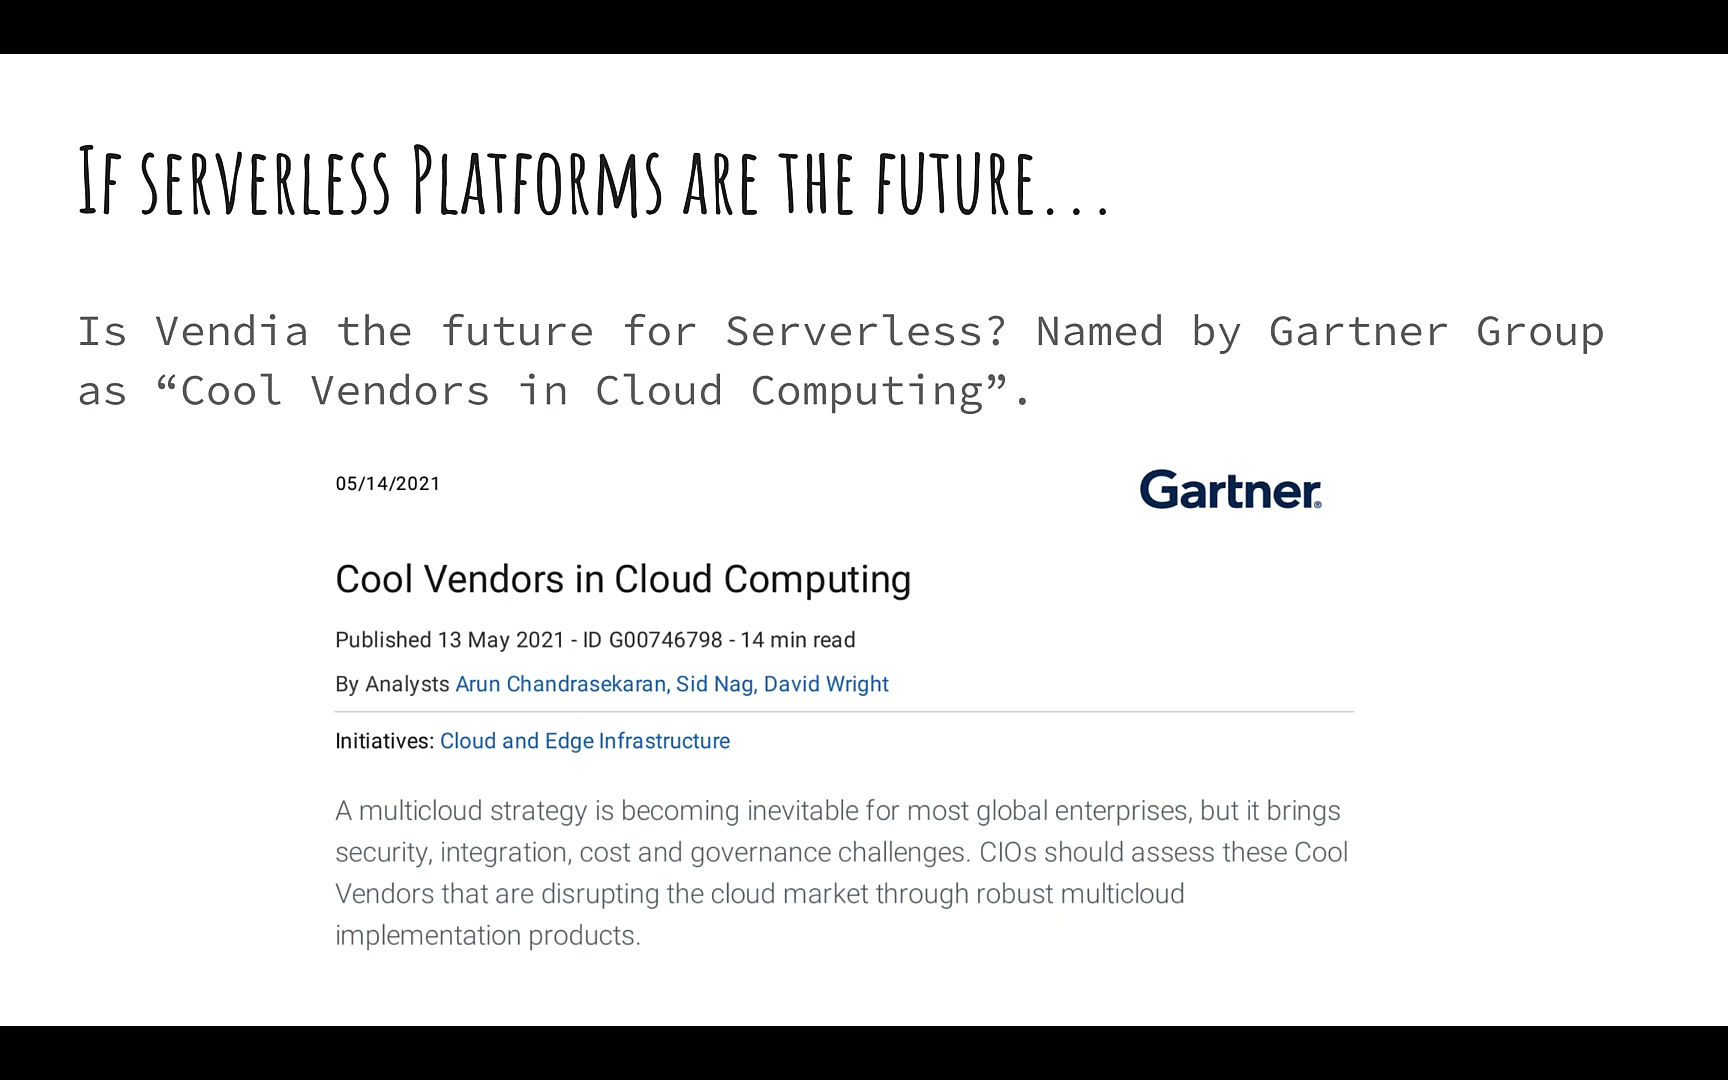 If serverless Platforms are the future...
Is Vendia the future for Serverless? Named by Gartner Group
as “Cool Vendors in Cloud Computing”.
05/14/2021
Gartner®
Cool Vendors in Cloud Computing
Published 13 May 2021 - ID G00746798 - 14 min read
By Analysts Arun Chandrasekaran, Sid Nag, David Wright
Initiatives: Cloud and Edge Infrastructure
A multicloud strategy is becoming inevitable for most global enterprises, but it brings
security, integration, cost and governance challenges. CIOs should assess these Cool
Vendors that are disrupting the cloud market through robust multicloud
implementation products.